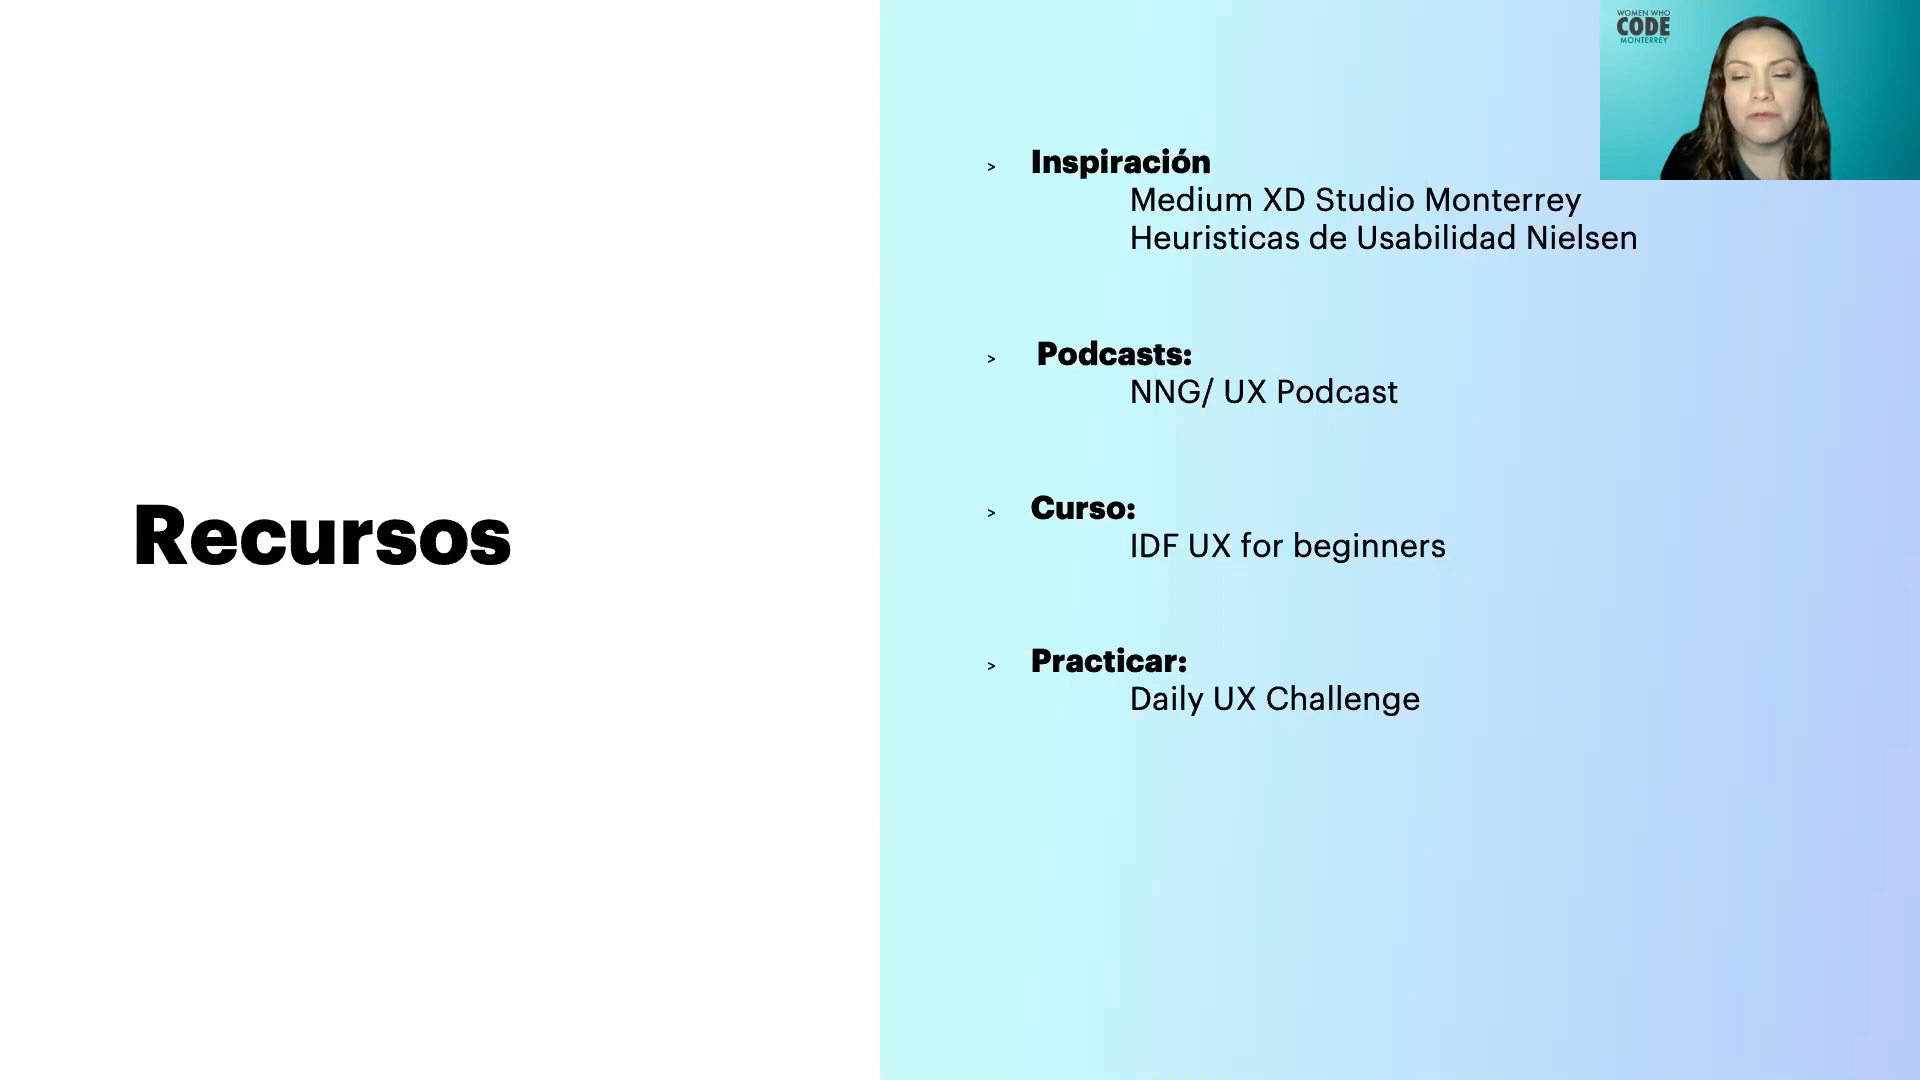 Recursos
> Inspiración
Medium XD Studio Monterrey
Heuristicas de Usabilidad Nielsen
> Podcasts:
NNG/ UX Podcast
> Curso:
IDF UX for beginners
> Practicar:
Daily UX Challenge
WOMEN WHO
CODE
MONTERREY